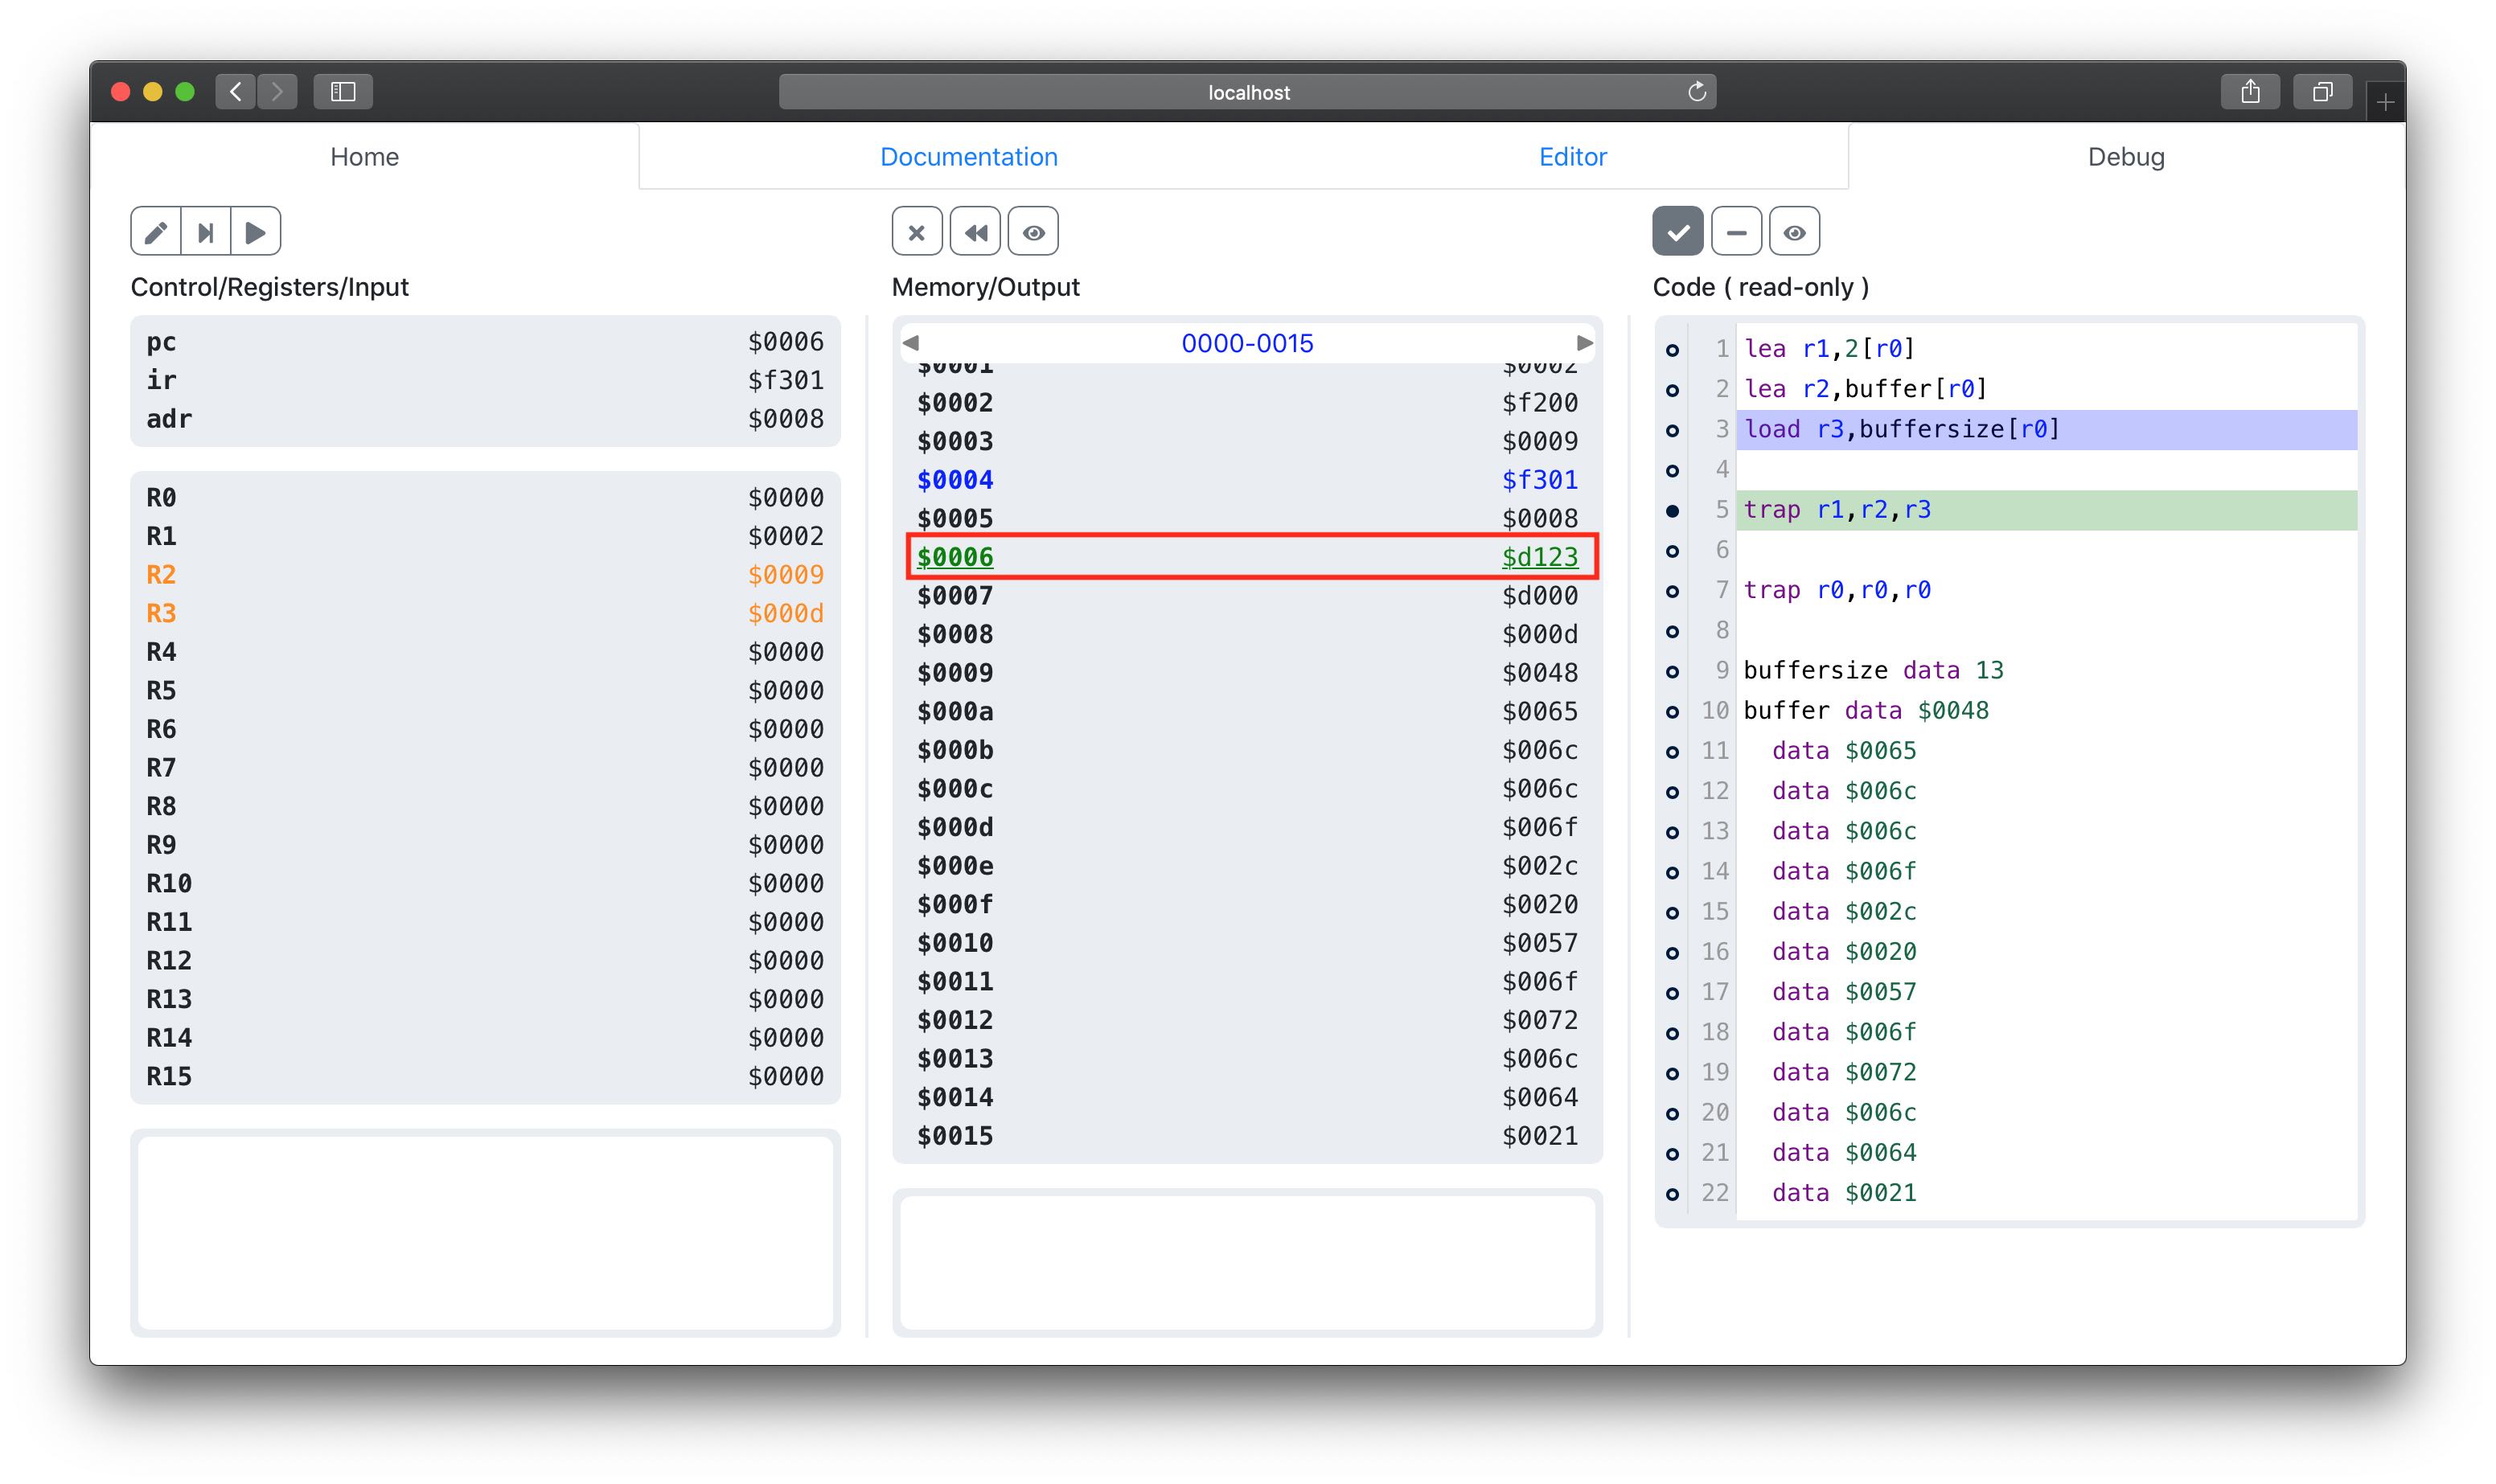 localhost
Home
Documentation
Editor
Debug
Control/Registers/Input
pc $0006
ir $f301
adr $0008
R0 $0000
R1 $0002
R2 $0009
R3 $000d
R4 $0000
R5 $0000
R6 $0000
R7 $0000
R8 $0000
R9 $0000
R10 $0000
R11 $0000
R12 $0000
R13 $0000
R14 $0000
R15 $0000
Memory/Output
0000-0015
$0001 $0002
$0002 $f200
$0003 $0009
$0004 $f301
$0005 $0008
$0006 $d123
$0007 $d000
$0008 $000d
$0009 $0048
$000a $0065
$000b $006c
$000c $006c
$000d $006f
$000e $002c
$000f $0020
$0010 $0057
$0011 $006f
$0012 $0072
$0013 $006c
$0014 $0064
$0015 $0021
Code ( read-only )
1 lea r1,2[r0]
2 lea r2,buffer[r0]
3 load r3,buffersize[r0]
4
5 trap r1,r2,r3
6
7 trap r0,r0,r0
8
9 buffersize data 13
10 buffer data $0048
11 data $0065
12 data $006c
13 data $006c
14 data $006f
15 data $002c
16 data $0020
17 data $0057
18 data $006f
19 data $0072
20 data $006c
21 data $0064
22 data $0021